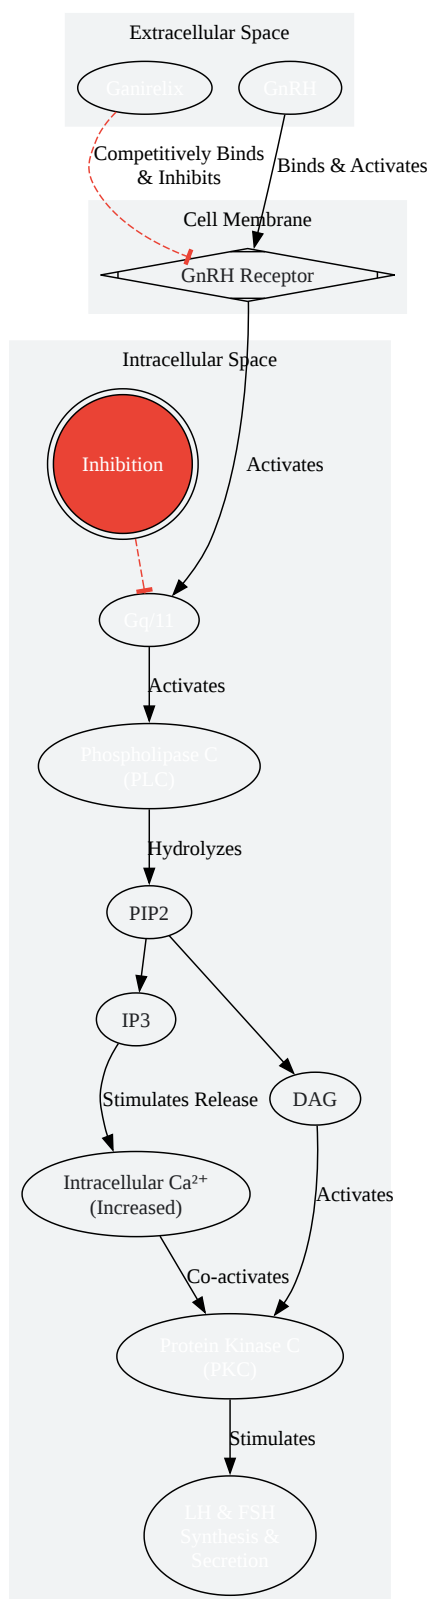 Extracellular Space
Ganirelix
GnRH
Competitively Binds
& Inhibits
Binds & Activates
Cell Membrane
GnRH Receptor
Intracellular Space
Inhibition
Activates
Gq/11
Activates
Phospholipase C
(PLC)
Hydrolyzes
PIP2
IP3
Stimulates Release
DAG
Intracellular Ca²⁺
(Increased)
Activates
Co-activates
Protein Kinase C
(PKC)
Stimulates
LH & FSH
Synthesis &
Secretion